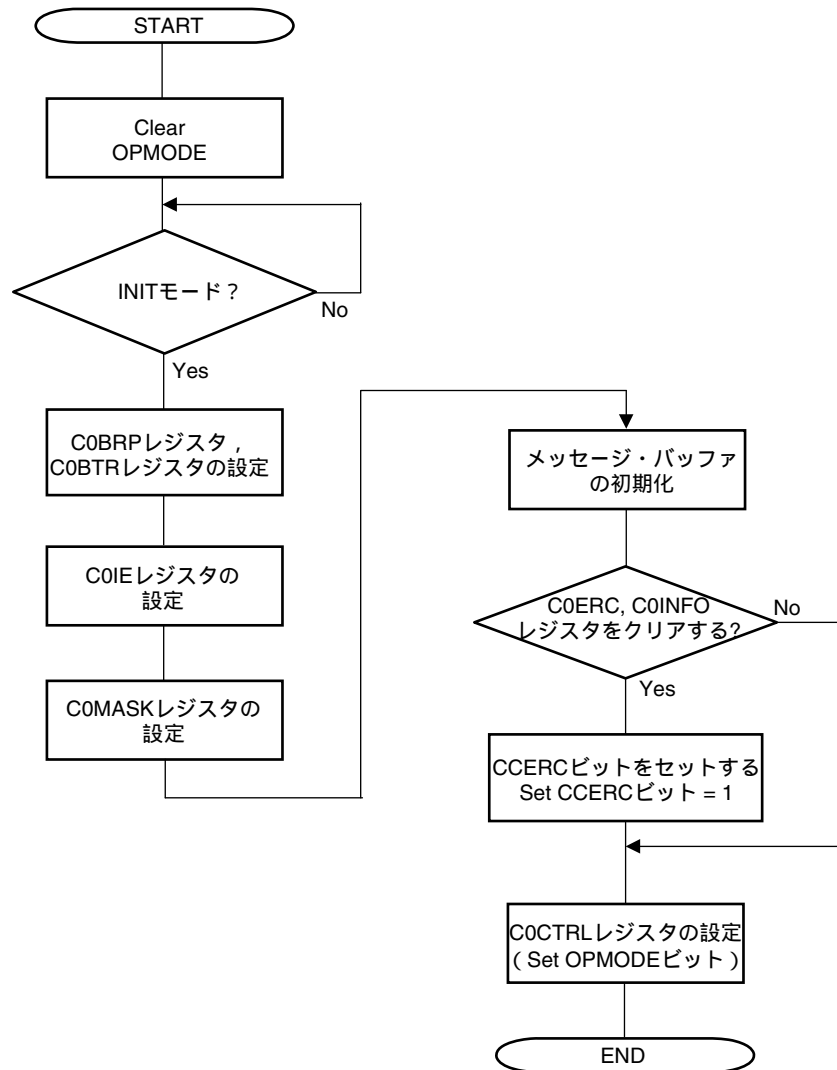 START
Clear
OPMODE
INITモード？
No
Yes
C0BRPレジスタ，
C0BTRレジスタの設定
C0IEレジスタの
設定
C0MASKレジスタの
設定
メッセージ・バッファ
の初期化
C0ERC, C0INFO
レジスタをクリアする?
No
Yes
CCERCビットをセットする
Set CCERCビット = 1
C0CTRLレジスタの設定
（Set OPMODEビット）
END